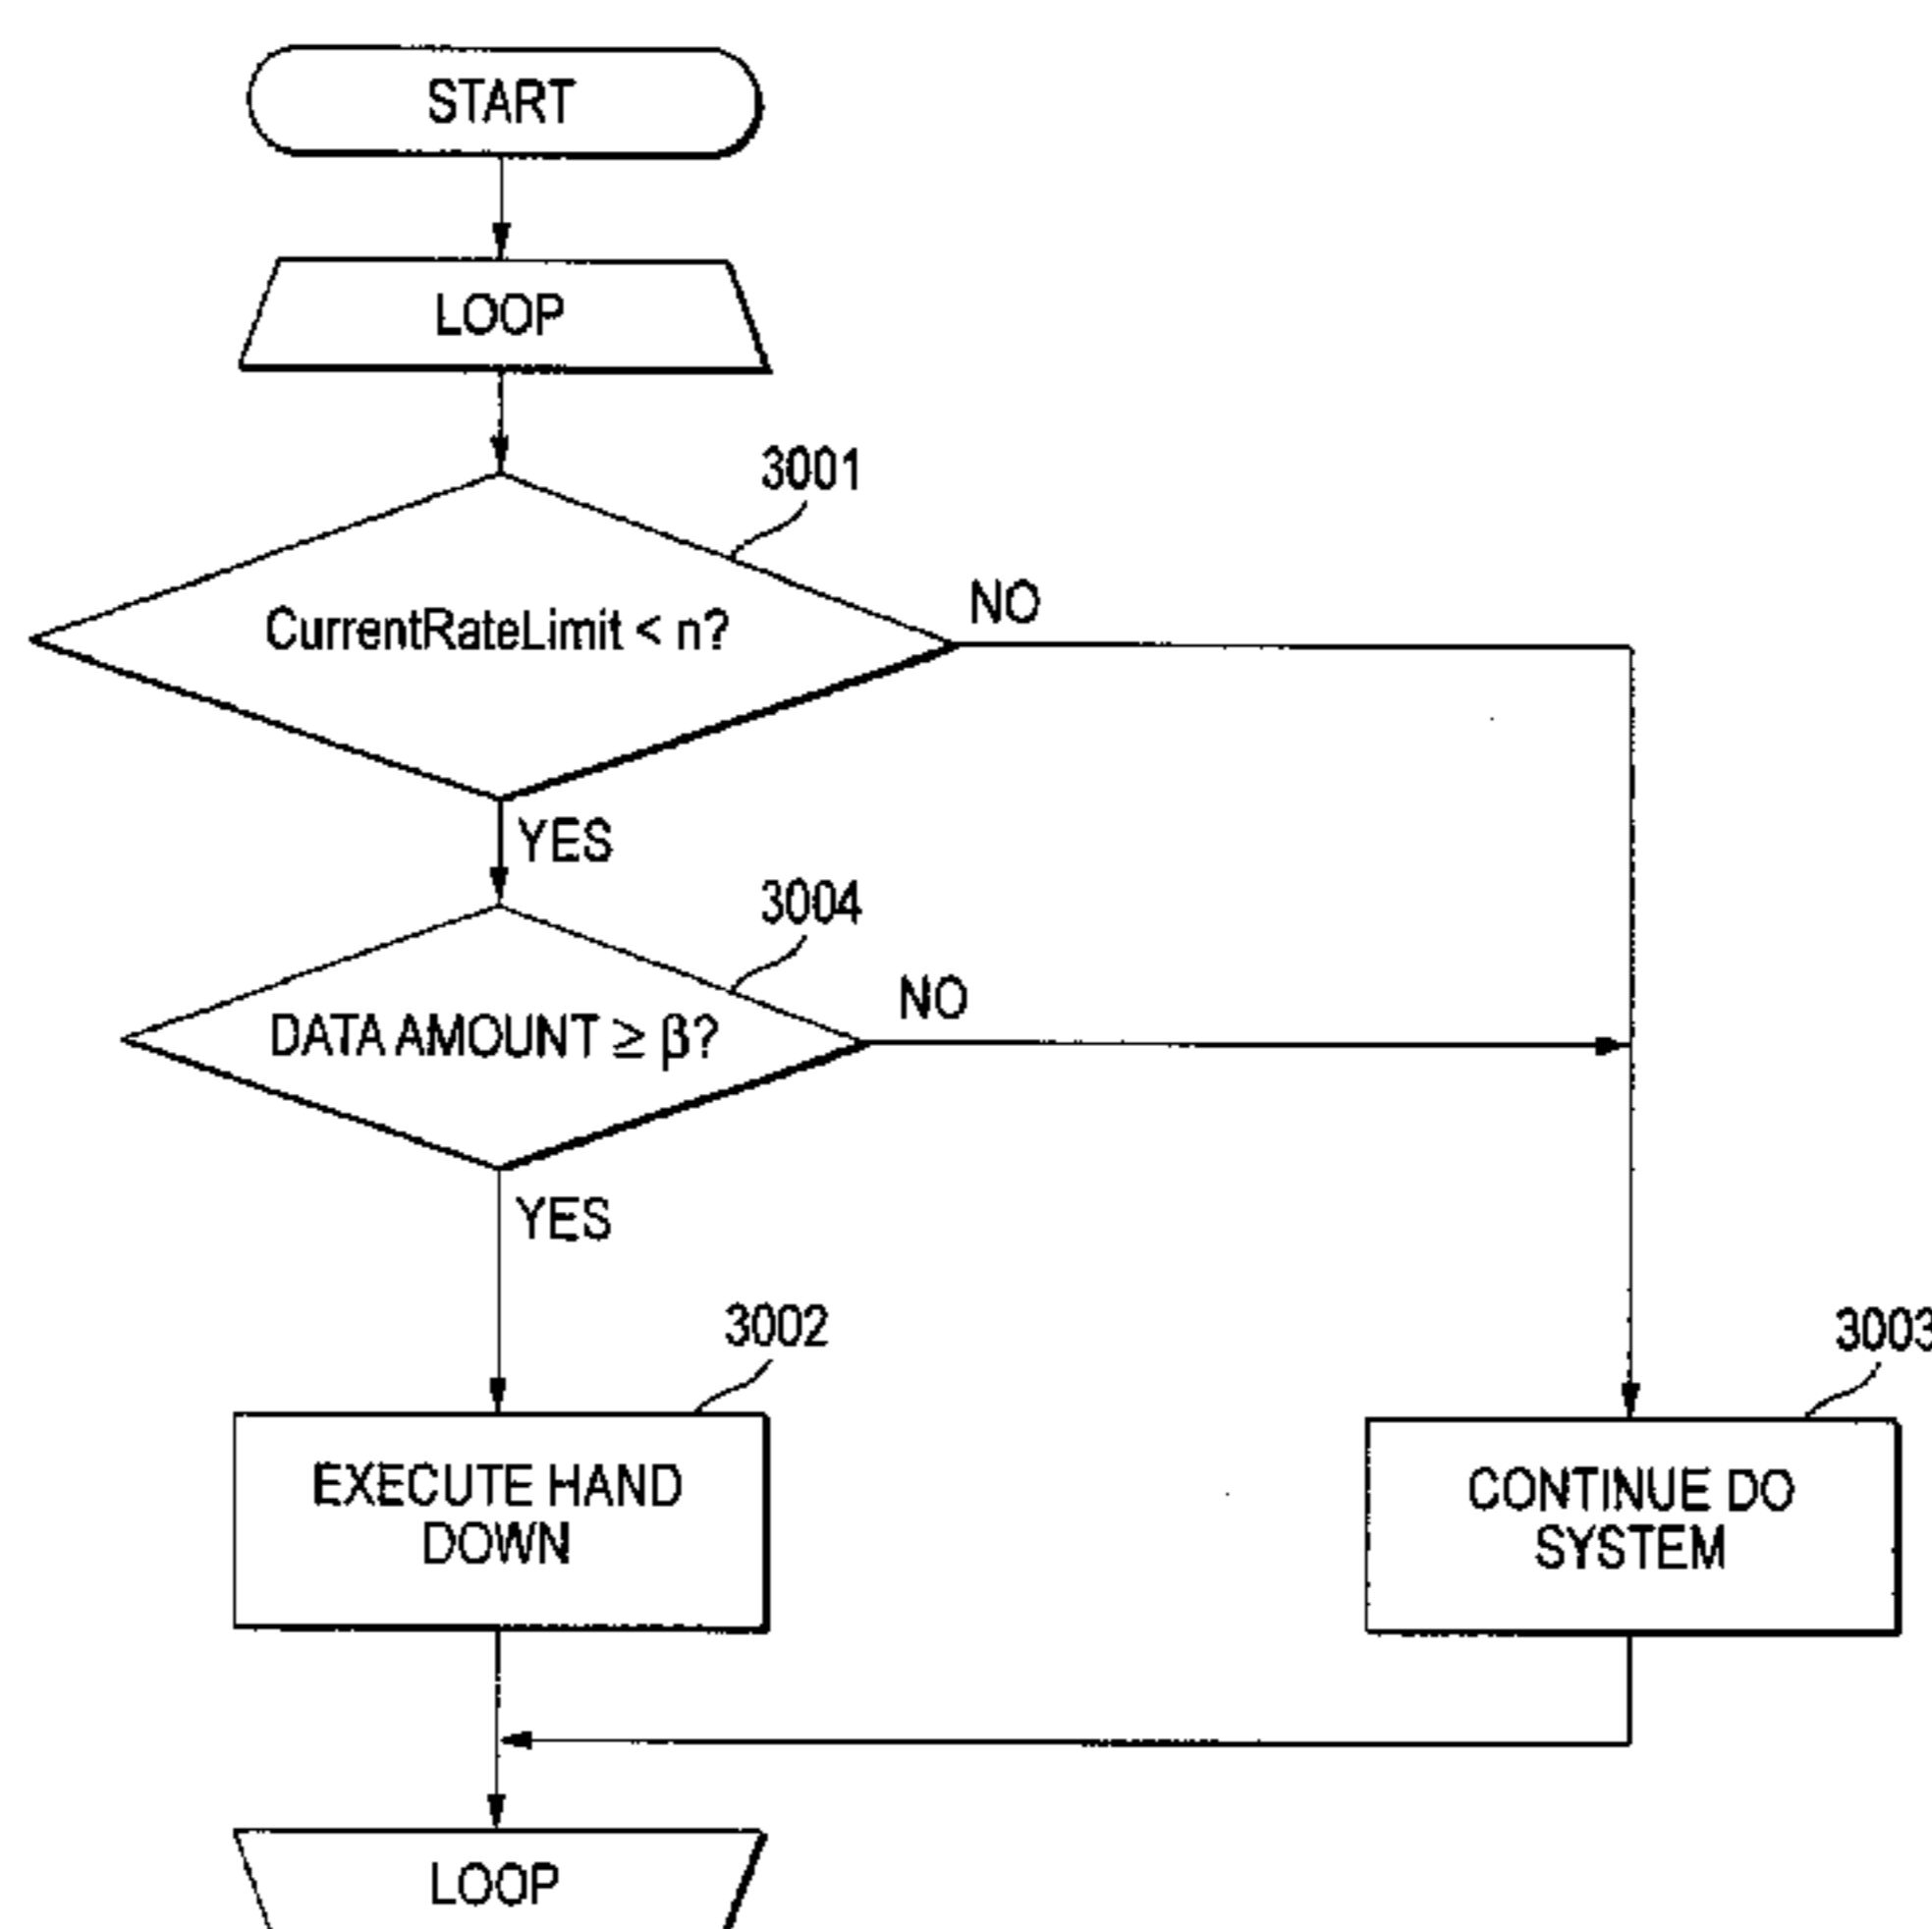 START
LOOP
3001
CurrentRateLimit < n?
NO
YES
3004
DATA AMOUNT ≥ β?
NO
YES
3002
EXECUTE HAND
DOWN
3003
CONTINUE DO
SYSTEM
LOOP